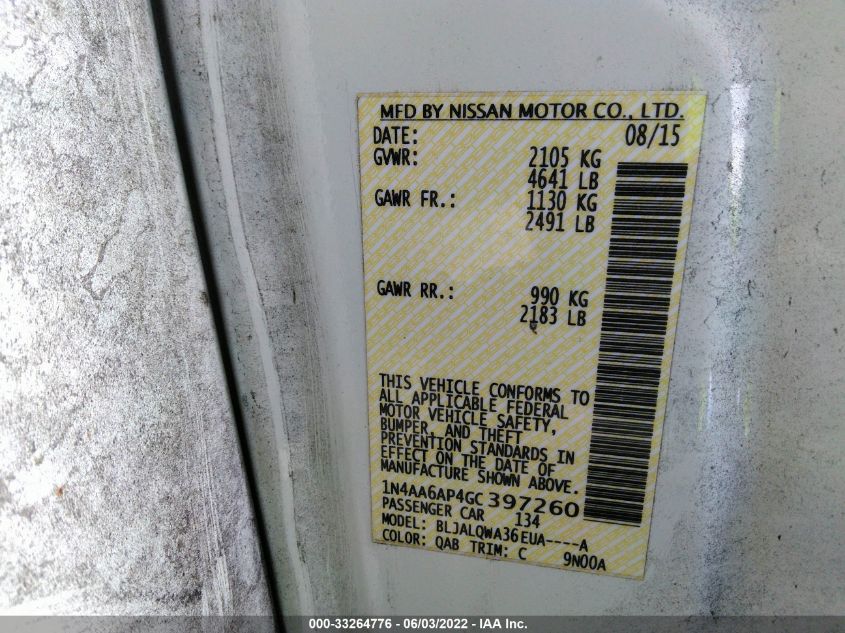 MFD BY NISSAN MOTOR CO., LTD.
DATE: 08/15
GVWR: 2105 KG
4641 LB
GAWR FR.: 1130 KG
2491 LB
GAWR RR.: 990 KG
2183 LB
THIS VEHICLE CONFORMS TO
ALL APPLICABLE FEDERAL
MOTOR VEHICLE SAFETY,
BUMPER, AND THEFT
PREVENTION STANDARDS IN
EFFECT ON THE DATE OF
MANUFACTURE SHOWN ABOVE.
1N4AA6AP4GC397260
PASSENGER CAR 134
MODEL: BLJALQWA36EUA----A
COLOR: QAB TRIM: C 9N00A
000-33264776 - 06/03/2022 - IAA Inc.